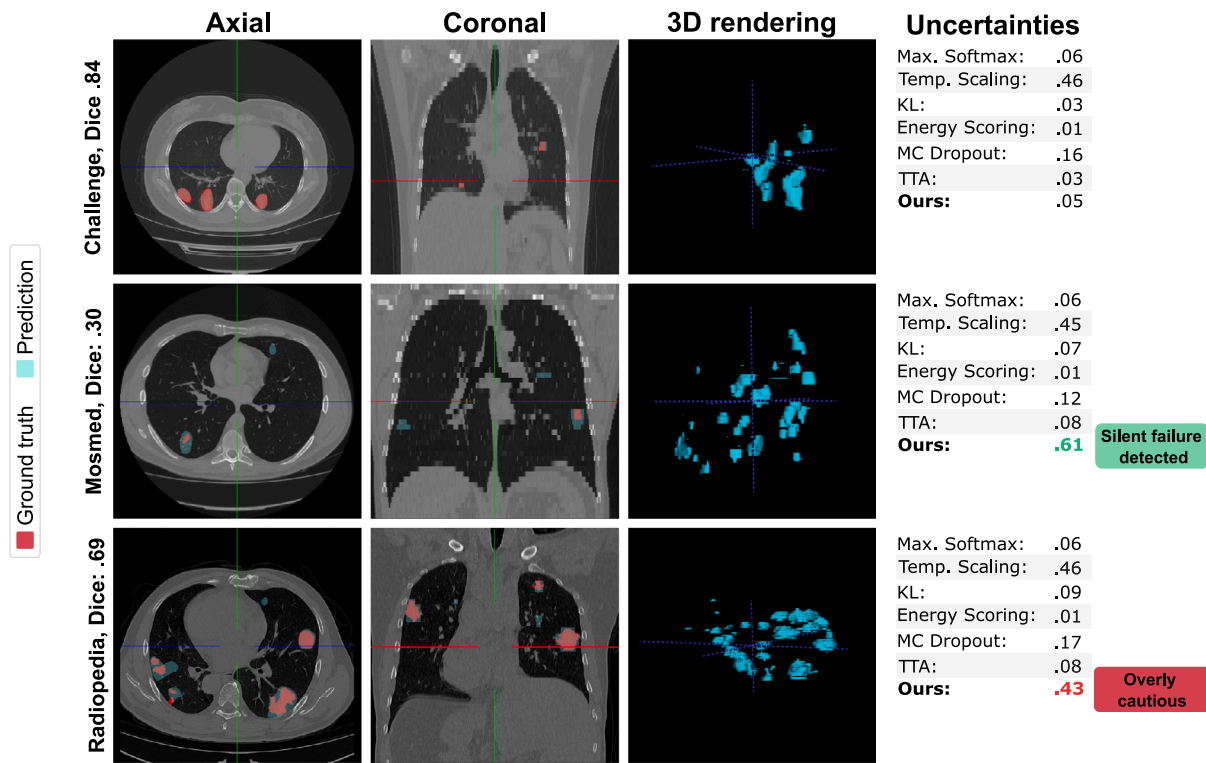 Axial
Coronal
3D rendering
Uncertainties
Challenge, Dice .84
Max. Softmax: .06
Temp. Scaling: .46
KL: .03
Energy Scoring: .01
MC Dropout: .16
TTA: .03
Ours: .05
Ground truth
Prediction
Mosmed, Dice: .30
Max. Softmax: .06
Temp. Scaling: .45
KL: .07
Energy Scoring: .01
MC Dropout: .12
TTA: .08
Ours: .61
Silent failure
detected
Radiopedia, Dice: .69
Max. Softmax: .06
Temp. Scaling: .46
KL: .09
Energy Scoring: .01
MC Dropout: .17
TTA: .08
Ours: .43
Overly
cautious